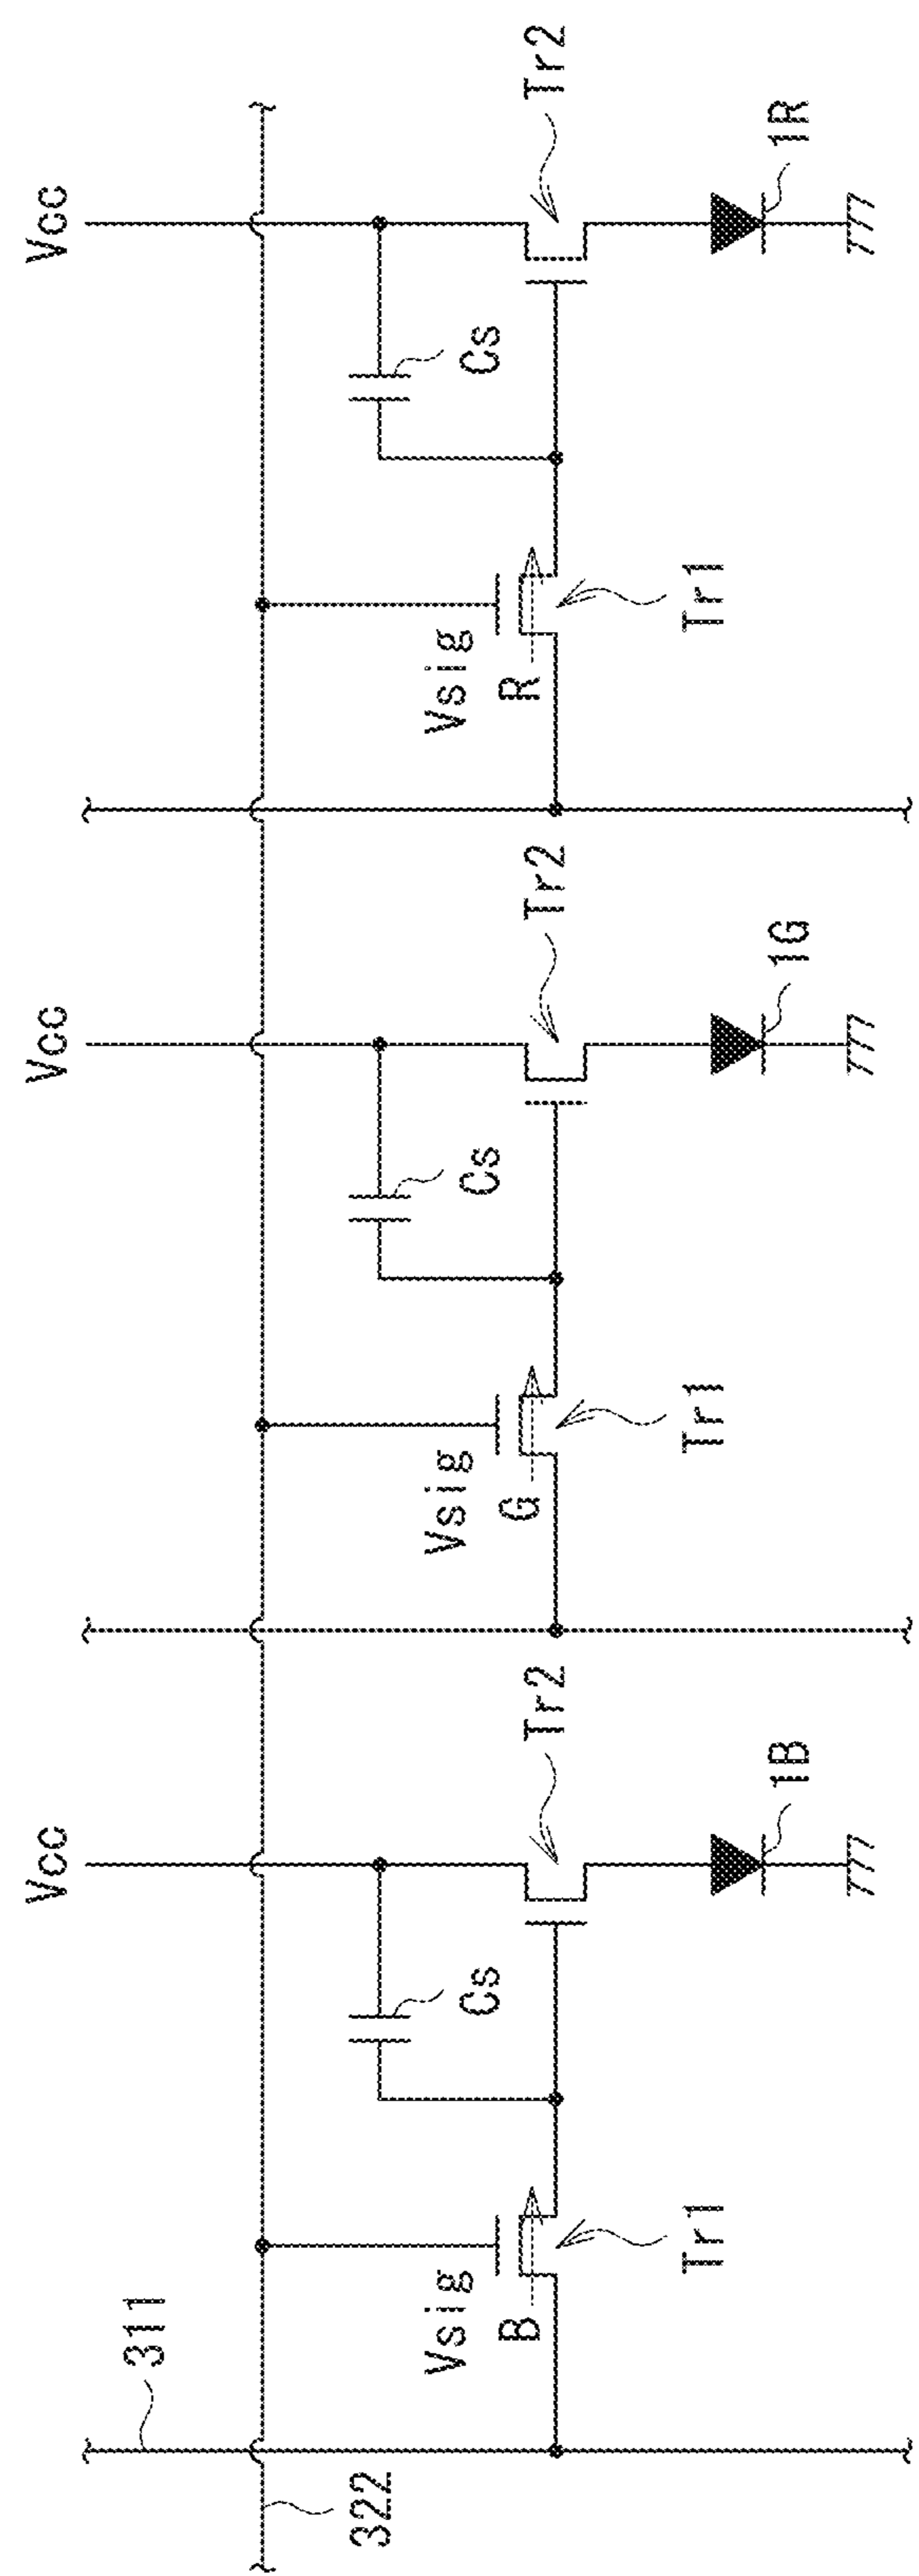 Vcc
Vcc
Vcc
311
322
Cs
Cs
Cs
Tr2
Tr2
Tr2
Vsig
B
Vsig
G
Vsig
R
Tr1
Tr1
Tr1
1B
1G
1R